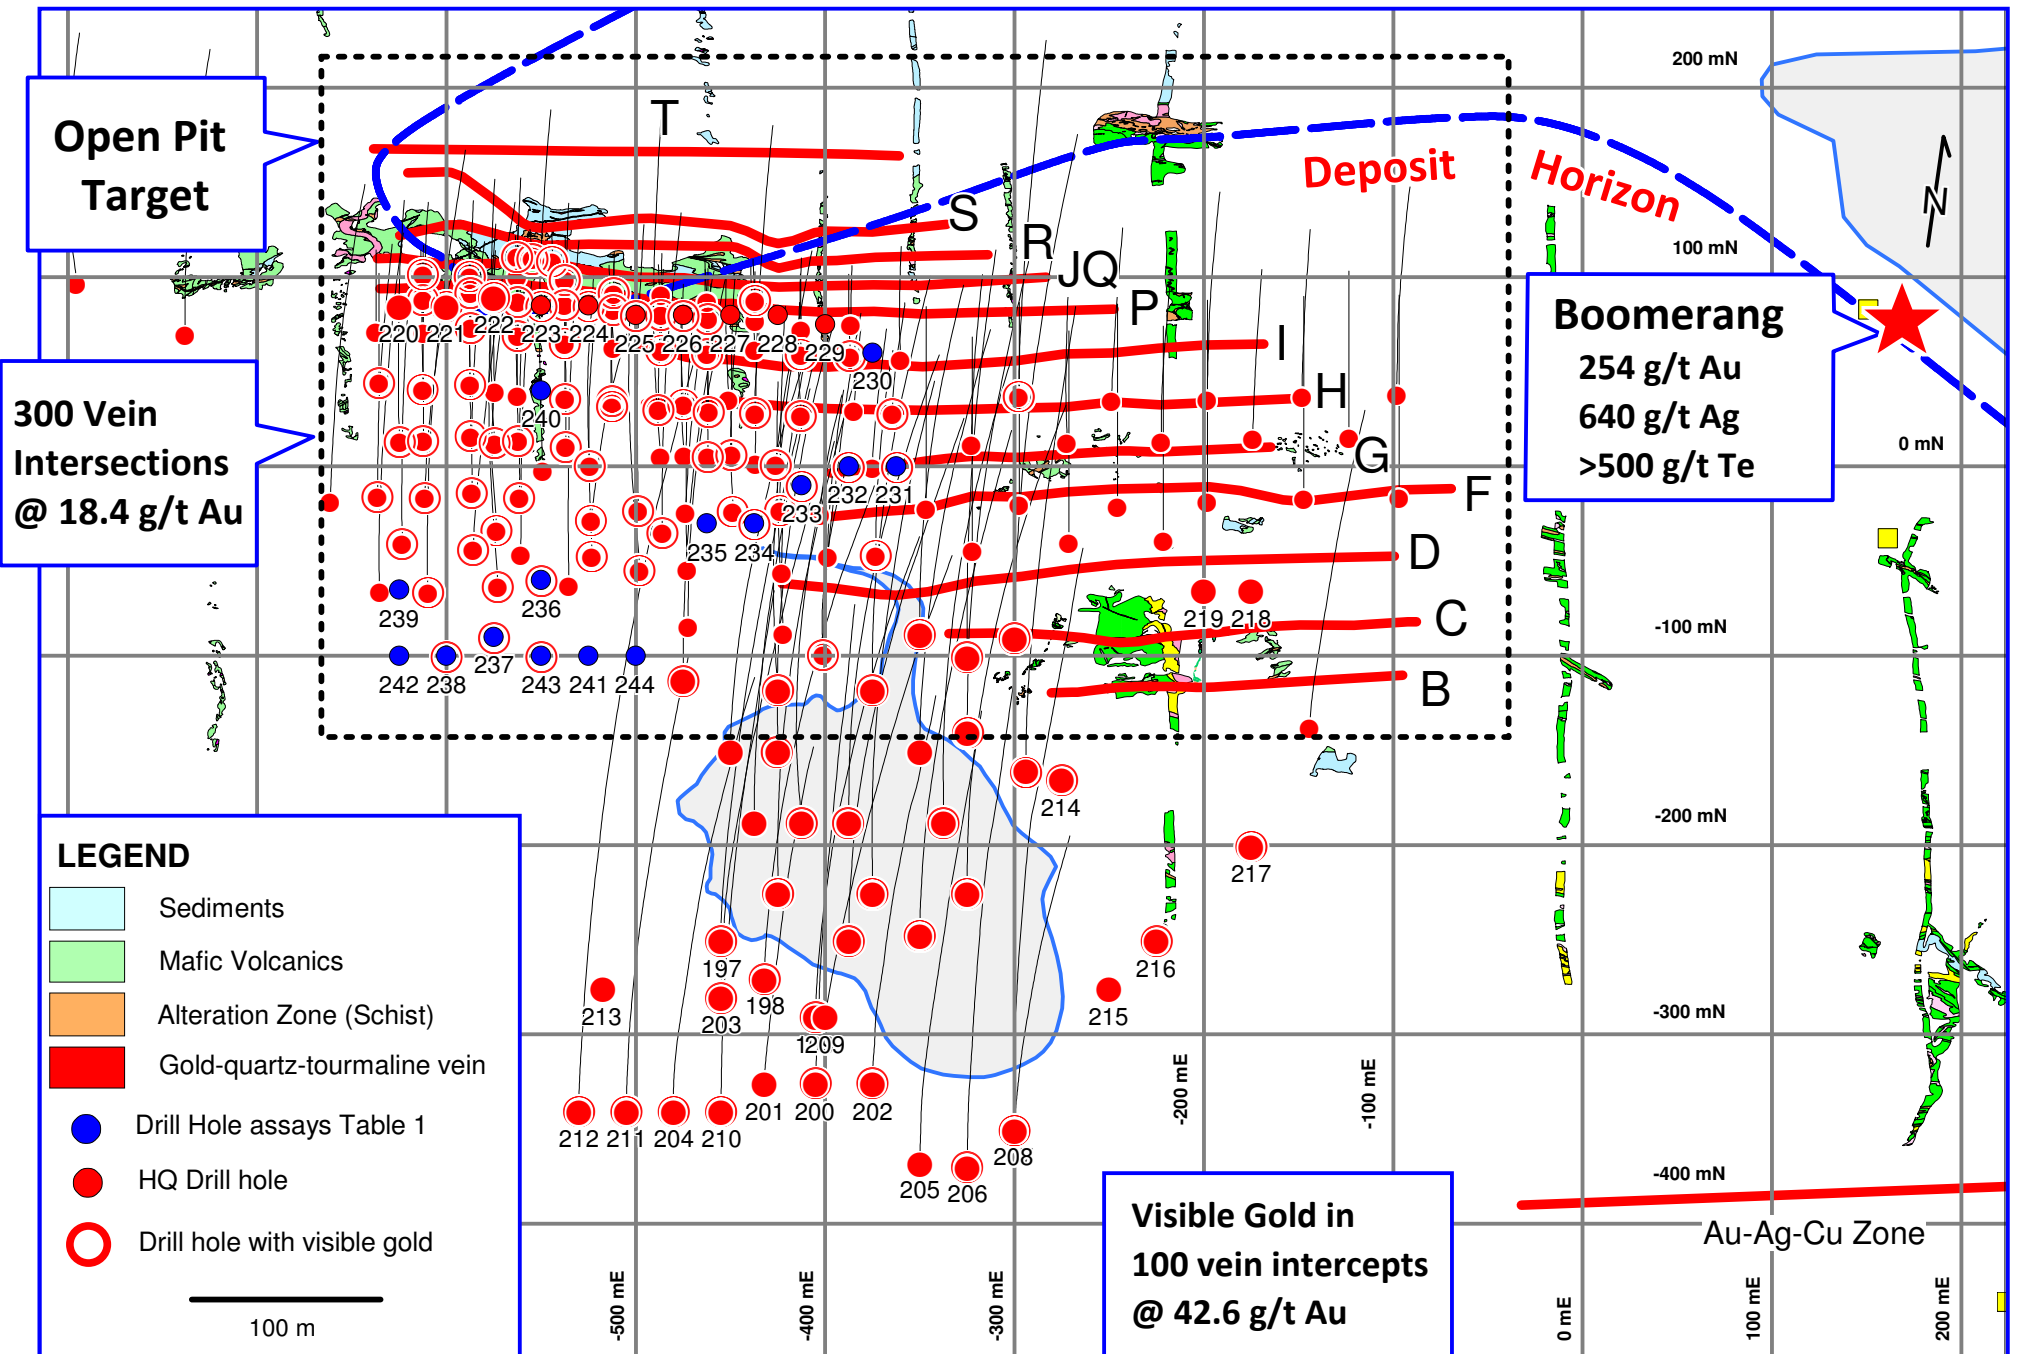 200 mN
T
Open Pit
Target
Deposit
Horizon
N
S
R
100 mN
JQ
P
Boomerang
254 g/t Au
640 g/t Ag
>500 g/t Te
220
221
222
223
224
225
226
227
228
229
230
I
H
300 Vein
Intersections
@ 18.4 g/t Au
240
G
0 mN
F
232
231
233
235
234
D
239
236
219
218
C
-100 mN
237
242
238
243
241
244
B
214
-200 mN
217
LEGEND
Sediments
Mafic Volcanics
Alteration Zone (Schist)
Gold-quartz-tourmaline vein
Drill Hole assays Table 1
HQ Drill hole
Drill hole with visible gold
100 m
197
198
216
213
203
215
-300 mN
209
201
200
202
212
211
204
210
208
205
206
-200 mE
-100 mE
-400 mN
Au-Ag-Cu Zone
Visible Gold in
100 vein intercepts
@ 42.6 g/t Au
-500 mE
-400 mE
-300 mE
0 mE
100 mE
200 mE